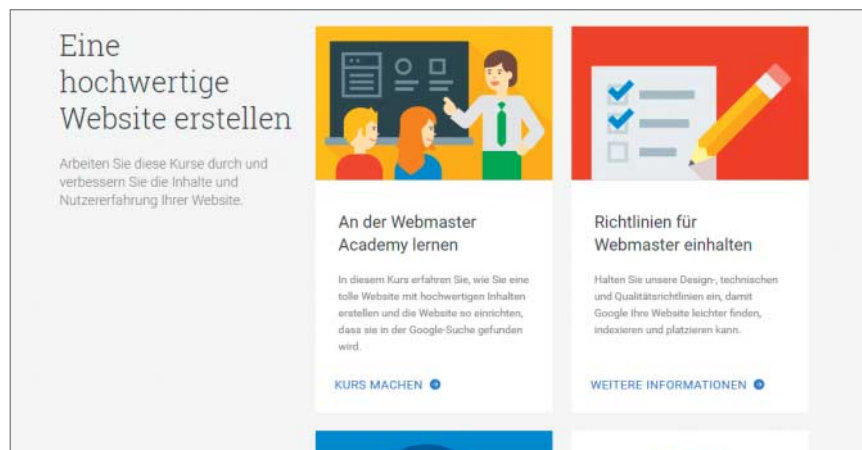 Eine
hochwertige
Website erstellen
Arbeiten Sie diese Kurse durch und
verbessern Sie die Inhalte und
Nutzererfahrung Ihrer Website.
An der Webmaster
Academy lernen
In diesem Kurs erfahren Sie, wie Sie eine
tolle Website mit hochwertigen Inhalten
erstellen und die Website so einrichten,
dass sie in der Google-Suche gefunden
wird.
KURS MACHEN
Richtlinien für
Webmaster einhalten
Halten Sie unsere Design-, technischen
und Qualitätsrichtlinien ein, damit
Google Ihre Website leichter finden,
indexieren und platzieren kann.
WEITERE INFORMATIONEN